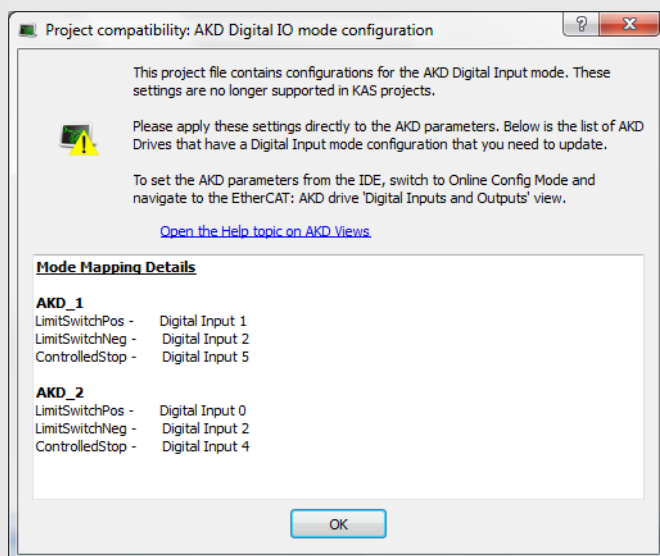 Project compatibility: AKD Digital IO mode configuration
This project file contains configurations for the AKD Digital Input mode. These
settings are no longer supported in KAS projects.
Please apply these settings directly to the AKD parameters. Below is the list of AKD
Drives that have a Digital Input mode configuration that you need to update.
To set the AKD parameters from the IDE, switch to Online Config Mode and
navigate to the EtherCAT: AKD drive 'Digital Inputs and Outputs' view.
Open the Help topic on AKD Views
Mode Mapping Details
AKD_1
LimitSwitchPos - Digital Input 1
LimitSwitchNeg - Digital Input 2
ControlledStop - Digital Input 5
AKD_2
LimitSwitchPos - Digital Input 0
LimitSwitchNeg - Digital Input 2
ControlledStop - Digital Input 4
OK